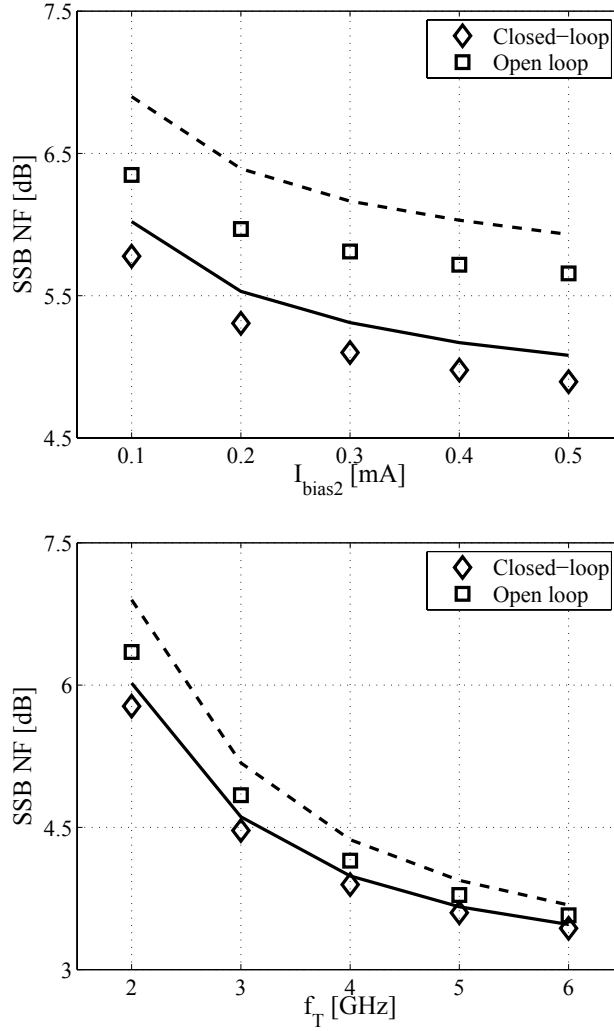 7.5
6.5
5.5
4.5
SSB NF [dB]
Closed−loop
Open loop
0.1 0.2 0.3 0.4 0.5
I_bias2 [mA]
7.5
6
4.5
3
SSB NF [dB]
Closed−loop
Open loop
2 3 4 5 6
f_T [GHz]